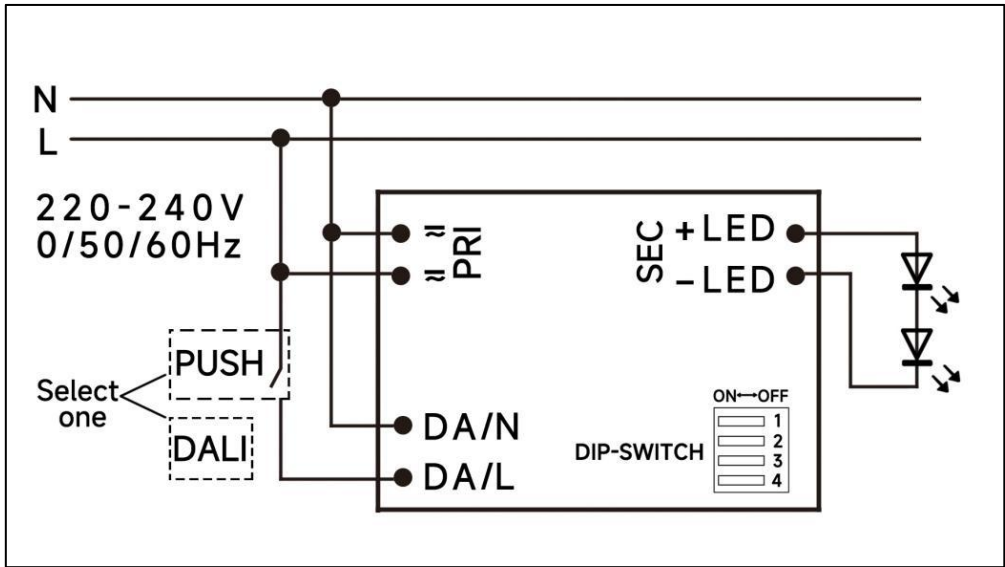 N
L
220-240V
0/50/60Hz
≂ PRI
≂
SEC
+LED
-LED
PUSH
Select
one
DALI
DA/N
DA/L
DIP-SWITCH
ON↔OFF
1
2
3
4